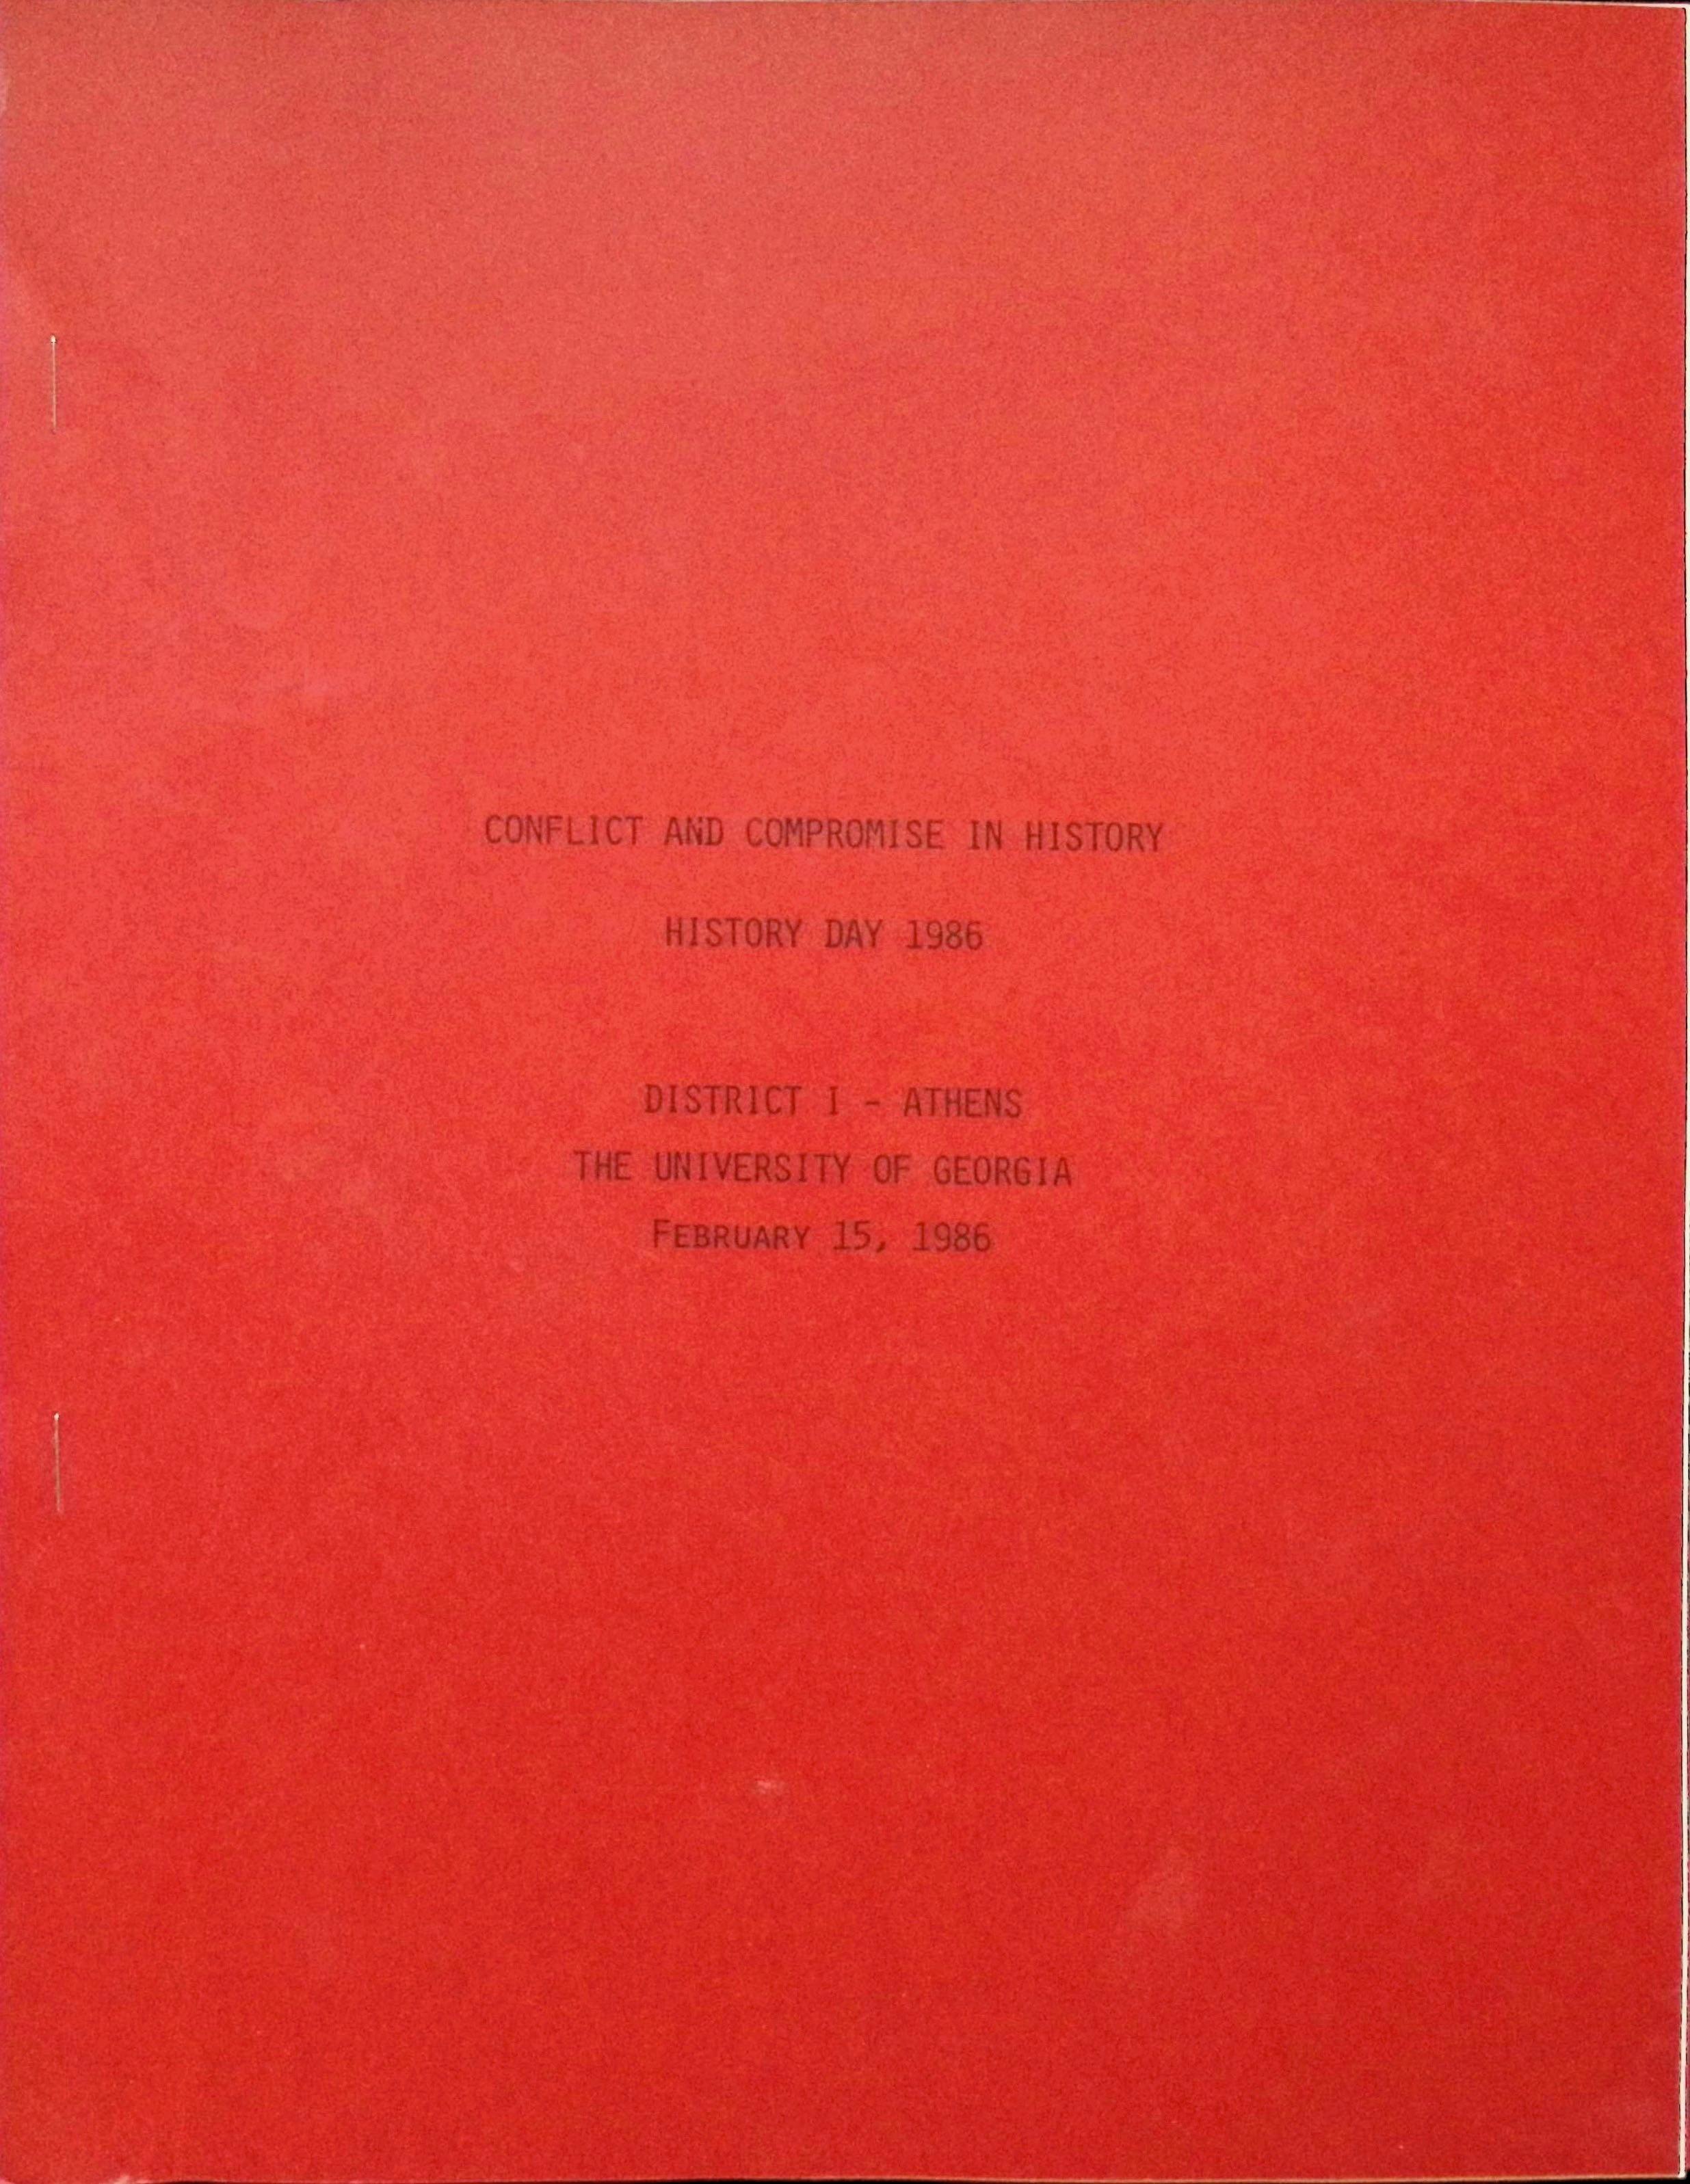 CONFLICT AND COMPROMISE IN HISTORY
HISTORY DAY 1986
DISTRICT I - ATHENS
THE UNIVERSITY OF GEORGIA
FEBRUARY 15, 1986